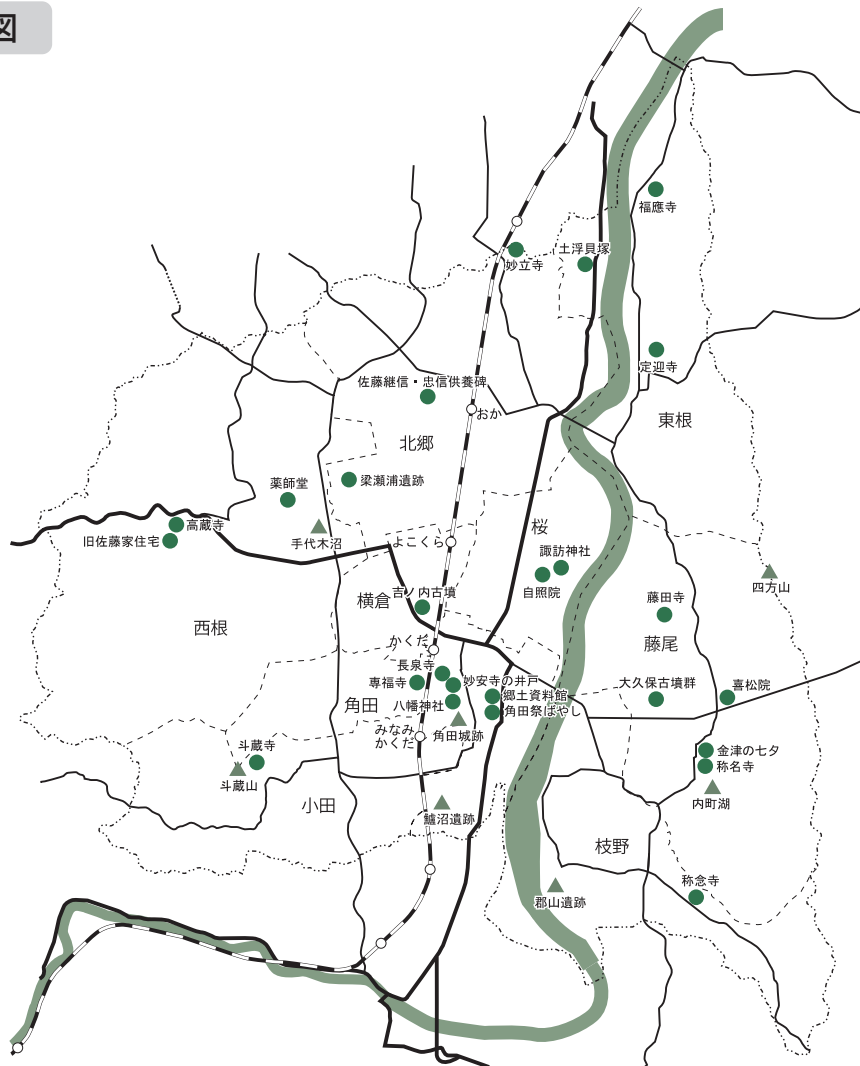 図
福應寺
土浮貝塚
妙立寺
定迎寺
佐藤継信・忠信供養碑
おか
東根
北郷
梁瀬浦遺跡
薬師堂
高蔵寺
旧佐藤家住宅
手代木沼
よこくら
桜
諏訪神社
自照院
四方山
吉ノ内古墳
横倉
藤田寺
西根
藤尾
かくだ
長泉寺
専福寺
妙安寺の井戸
郷土資料館
角田祭ばやし
八幡神社
角田
大久保古墳群
喜松院
みなみ
かくだ
角田城跡
斗蔵寺
斗蔵山
金津の七夕
称名寺
内町湖
小田
鱸沼遺跡
枝野
称念寺
郡山遺跡